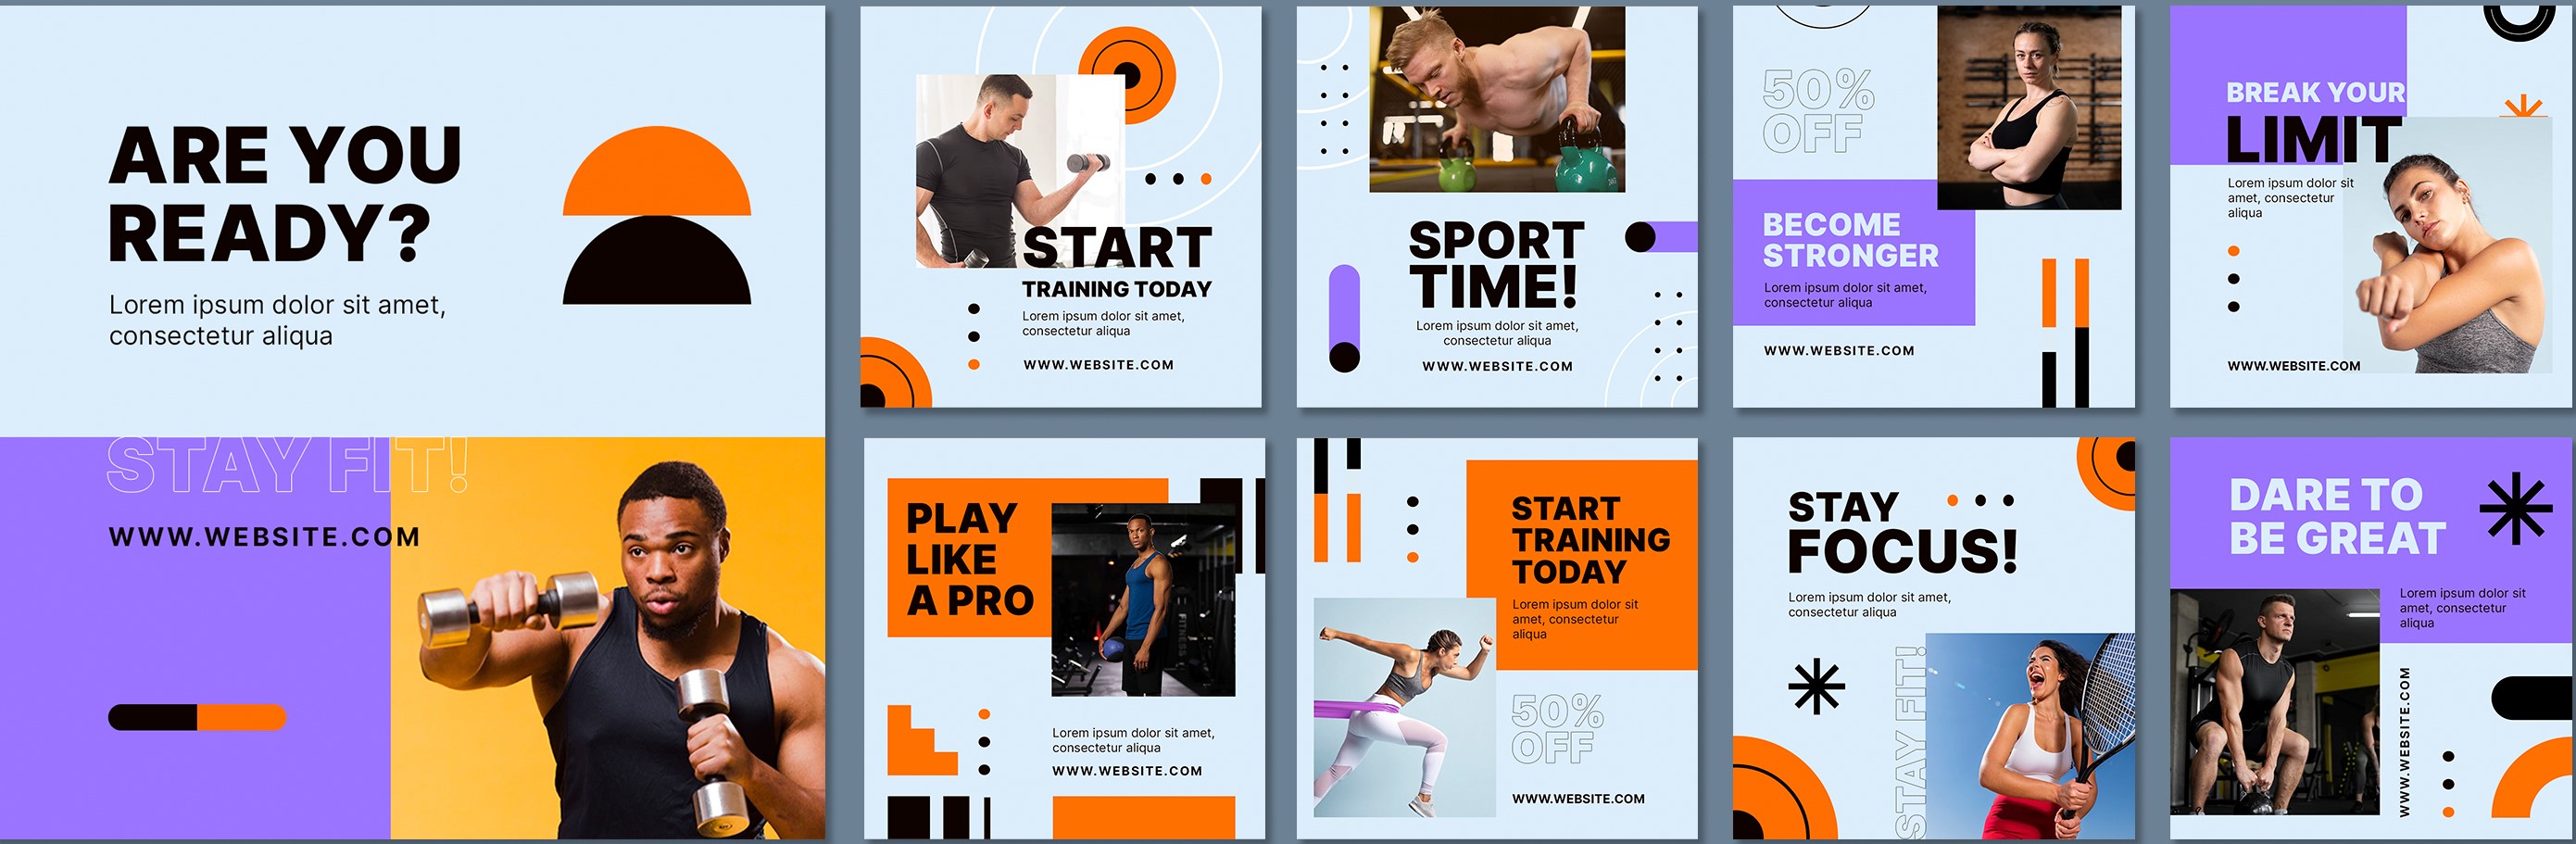 ARE YOU
READY?
Lorem ipsum dolor sit amet,
consectetur aliqua
STAY FIT!
WWW.WEBSITE.COM
START
TRAINING TODAY
Lorem ipsum dolor sit amet,
consectetur aliqua
WWW.WEBSITE.COM
SPORT
TIME!
Lorem ipsum dolor sit amet,
consectetur aliqua
WWW.WEBSITE.COM
50%
OFF
BECOME
STRONGER
Lorem ipsum dolor sit amet,
consectetur aliqua
WWW.WEBSITE.COM
BREAK YOUR
LIMIT
Lorem ipsum dolor sit
amet, consectetur
aliqua
WWW.WEBSITE.COM
PLAY
LIKE
A PRO
FITNESS
Lorem ipsum dolor sit amet,
consectetur aliqua
WWW.WEBSITE.COM
START
TRAINING
TODAY
Lorem ipsum dolor sit
amet, consectetur
aliqua
50%
OFF
WWW.WEBSITE.COM
STAY
FOCUS!
Lorem ipsum dolor sit amet,
consectetur aliqua
STAY FIT!
DARE TO
BE GREAT
Lorem ipsum dolor sit
amet, consectetur
aliqua
WWW.WEBSITE.COM